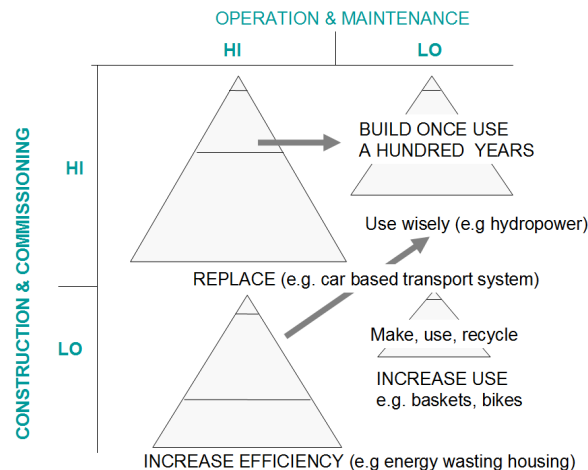 OPERATION & MAINTENANCE
HI
LO
CONSTRUCTION & COMMISSIONING
HI
BUILD ONCE USE
A HUNDRED YEARS
Use wisely (e.g hydropower)
REPLACE (e.g. car based transport system)
LO
Make, use, recycle
INCREASE USE
e.g. baskets, bikes
INCREASE EFFICIENCY (e.g energy wasting housing)